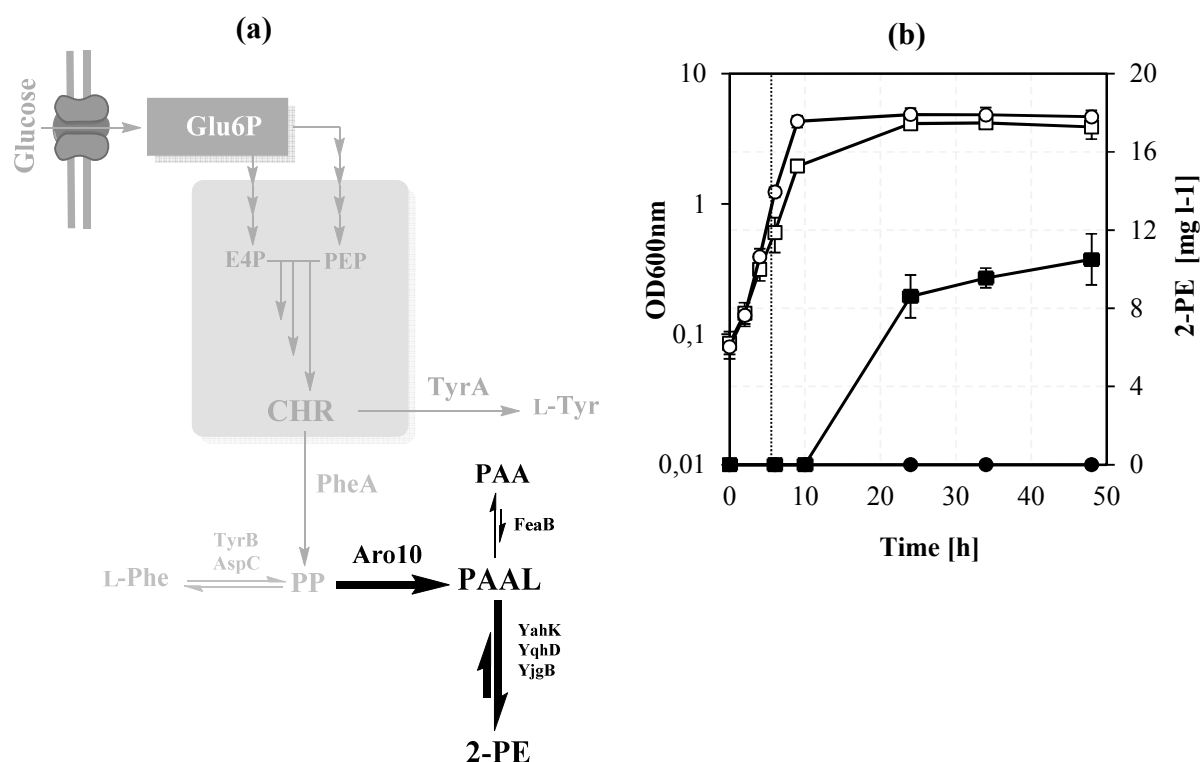 (a)
Glucose
Glu6P
E4P
PEP
CHR
TyrA
L-Tyr
PheA
PAA
FeaB
TyrB
AspC
Aro10
L-Phe
PP
PAAL
YahK
YqhD
YjgB
2-PE
(b)
OD600nm
10
1
0,1
0,01
20
16
12
8
4
0
2-PE [mg l-1]
0
10
20
30
40
50
Time [h]